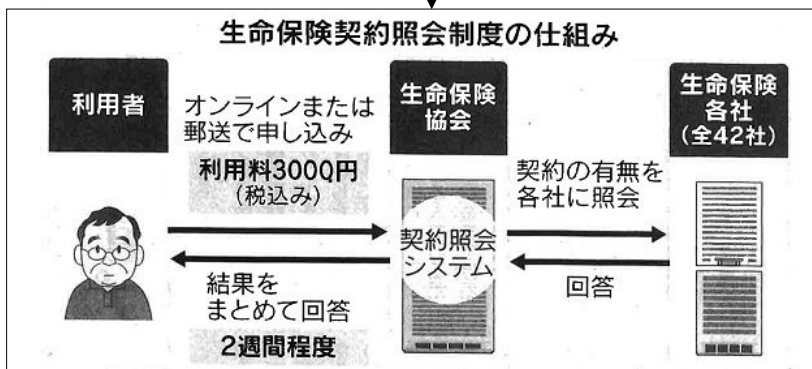 生命保険契約照会制度の仕組み
利用者
オンラインまたは
郵送で申し込み
利用料3000円
(税込み)
結果を
まとめて回答
2週間程度
生命保険
協会
契約照会
システム
契約の有無を
各社に照会
回答
生命保険
各社
(全42社)